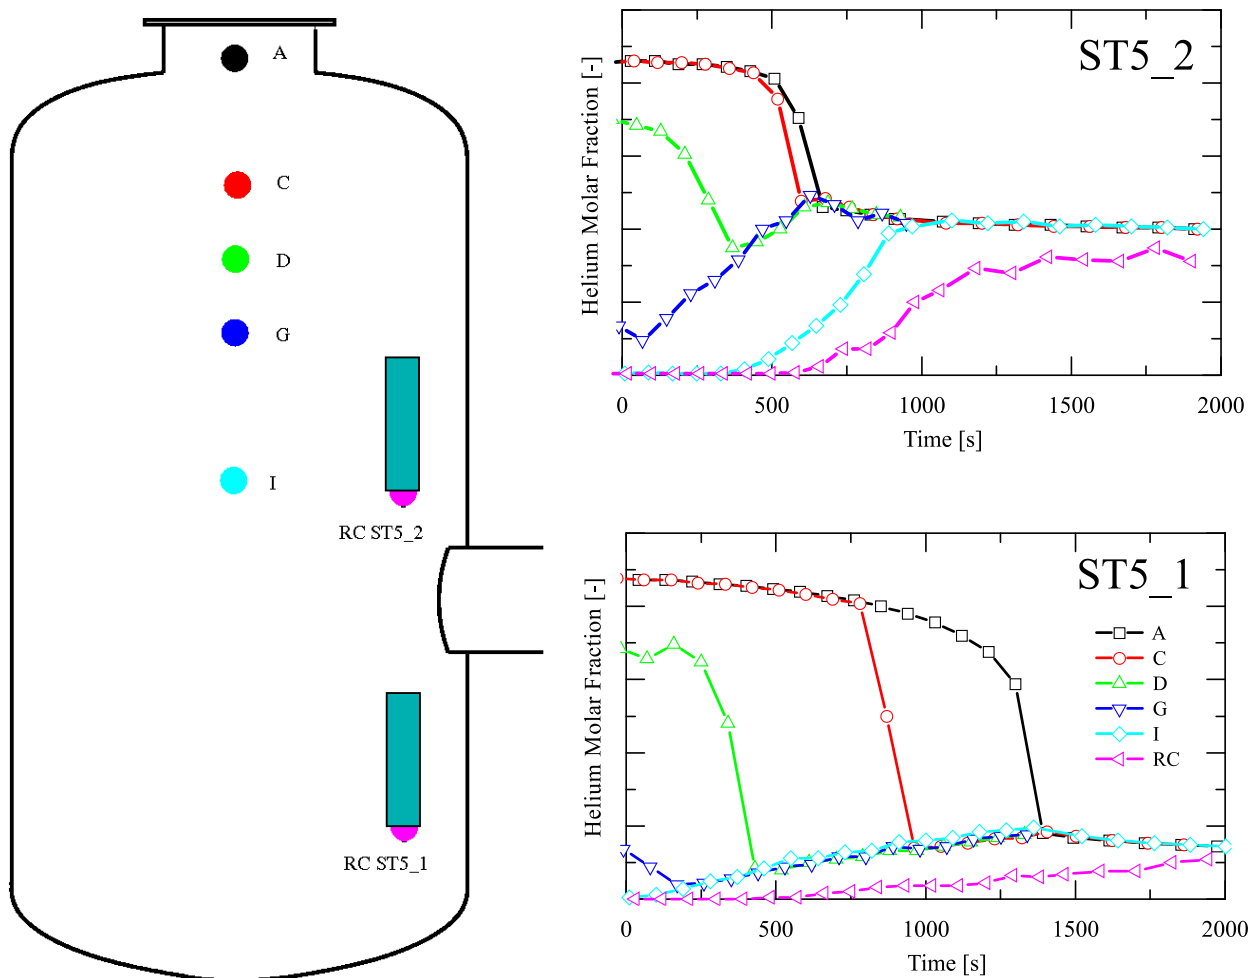 A
C
D
G
I
RC ST5_2
RC ST5_1
ST5_2
Helium Molar Fraction [-]
0 500 1000 1500 2000
Time [s]
ST5_1
Helium Molar Fraction [-]
A
C
D
G
I
RC
0 500 1000 1500 2000
Time [s]